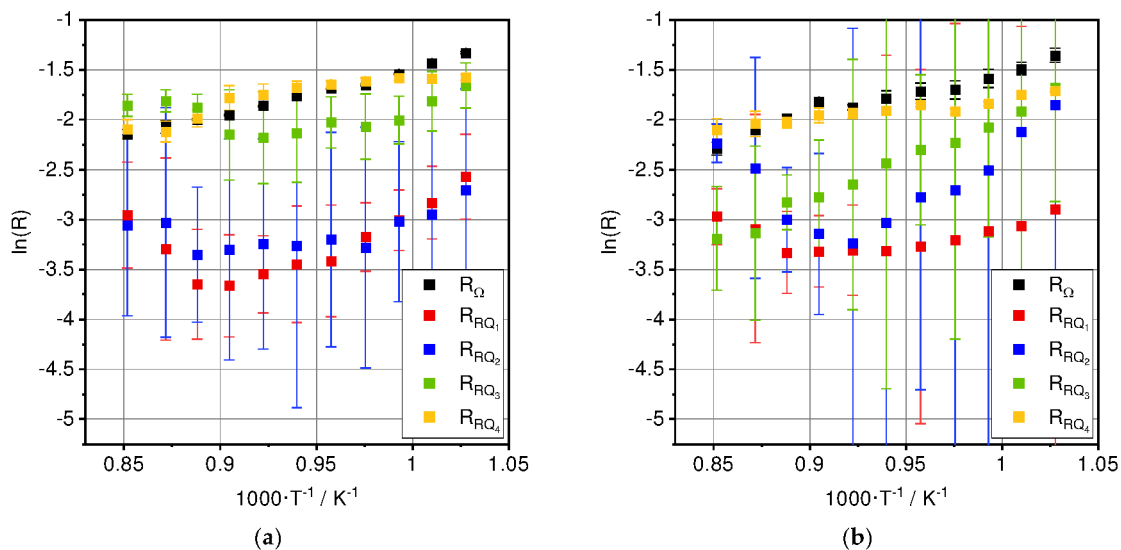 -1
-1.5
-2
-2.5
-3
-3.5
-4
-4.5
-5
ln(R)
0.85 0.9 0.95 1 1.05
1000·T⁻¹ / K⁻¹
R_Ω
R_RQ₁
R_RQ₂
R_RQ₃
R_RQ₄
(a)
-1
-1.5
-2
-2.5
-3
-3.5
-4
-4.5
-5
ln(R)
0.85 0.9 0.95 1 1.05
1000·T⁻¹ / K⁻¹
R_Ω
R_RQ₁
R_RQ₂
R_RQ₃
R_RQ₄
(b)